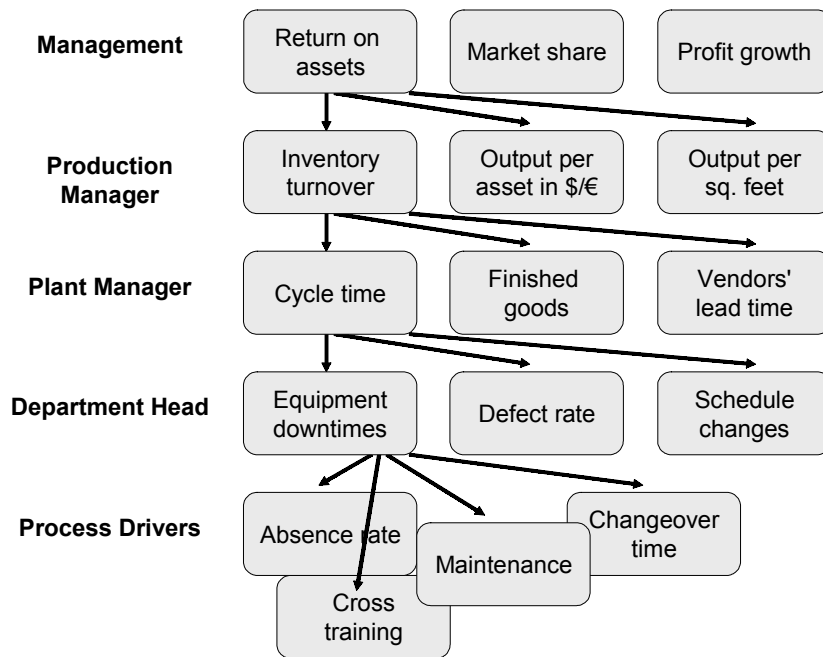 Management
Return on
assets
Market share
Profit growth
Production
Manager
Inventory
turnover
Output per
asset in $/€
Output per
sq. feet
Plant Manager
Cycle time
Finished
goods
Vendors'
lead time
Department Head
Equipment
downtimes
Defect rate
Schedule
changes
Process Drivers
Absence rate
Changeover
time
Maintenance
Cross
training